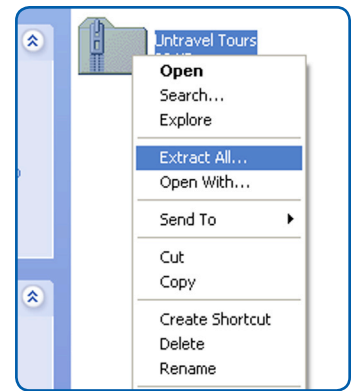 Untravel Tours
Open
Search...
Explore
Extract All...
Open With...
Send To
Cut
Copy
Create Shortcut
Delete
Rename